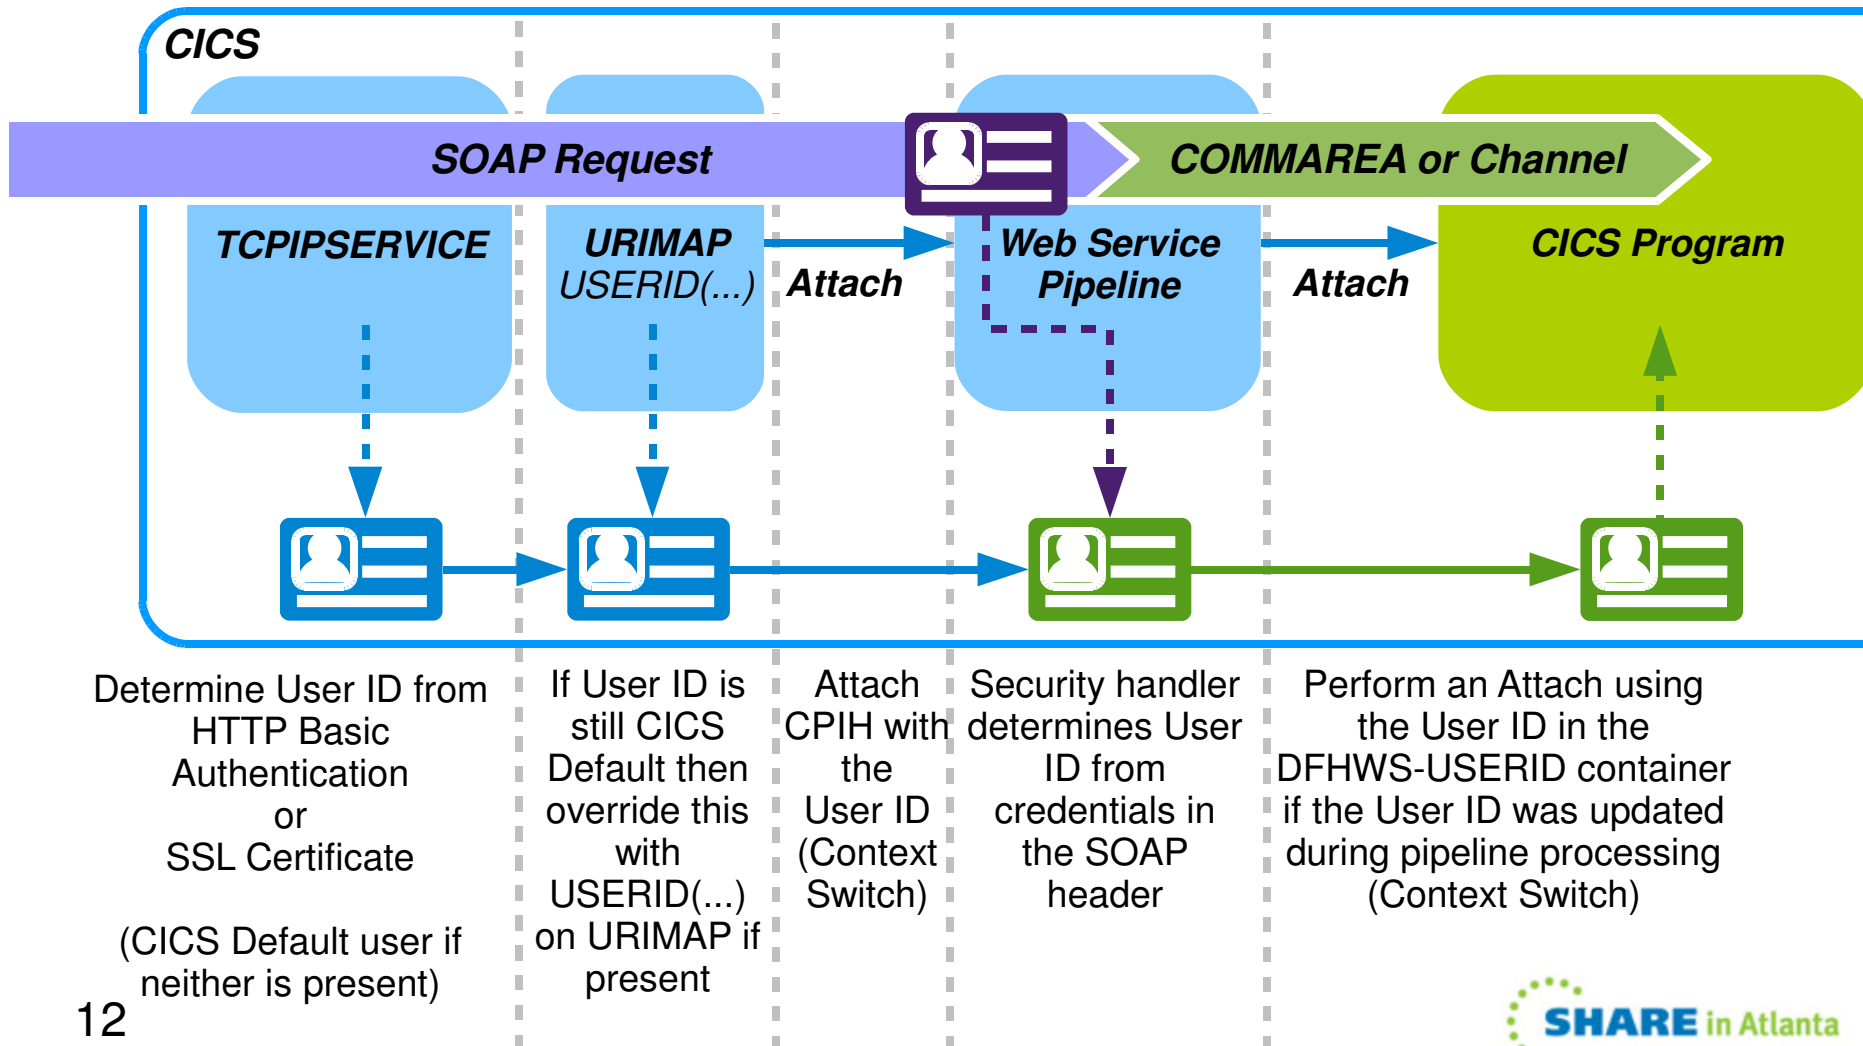 CICS
SOAP Request
COMMAREA or Channel
TCPIPSERVICE
URIMAP
USERID(...)
Attach
Web Service
Pipeline
Attach
CICS Program
Determine User ID from
HTTP Basic
Authentication
or
SSL Certificate
(CICS Default user if
neither is present)
If User ID is
still CICS
Default then
override this
with
USERID(...)
on URIMAP if
present
Attach
CPIH with
the
User ID
(Context
Switch)
Security handler
determines User
ID from
credentials in
the SOAP
header
Perform an Attach using
the User ID in the
DFHWS-USERID container
if the User ID was updated
during pipeline processing
(Context Switch)
12
SHARE in Atlanta